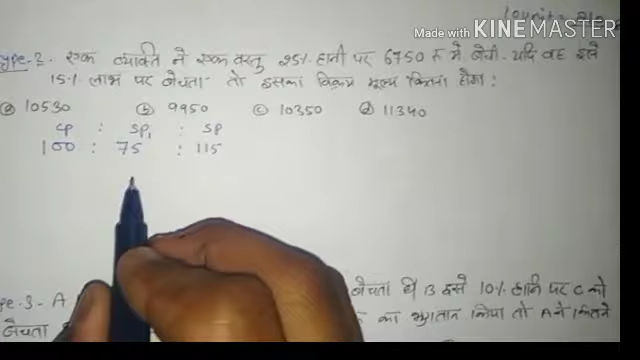 Made with KINEMASTER
Type-2. एक व्यक्ति ने एक वस्तु 25% हानी पर 6750 रु में बेची. यदि वह इसे
15% लाभ पर बेचता तो इसका विक्रय मूल्य कितना होगा:
ⓐ 10530 ⓑ 9950 ⓒ 10350 ⓓ 11340
CP : SP₁ : SP
100 : 75 : 115
pe-3- A बेचता है B इसे 10% हानि पर C को
बेचता का भुगतान किया तो A ने कितने